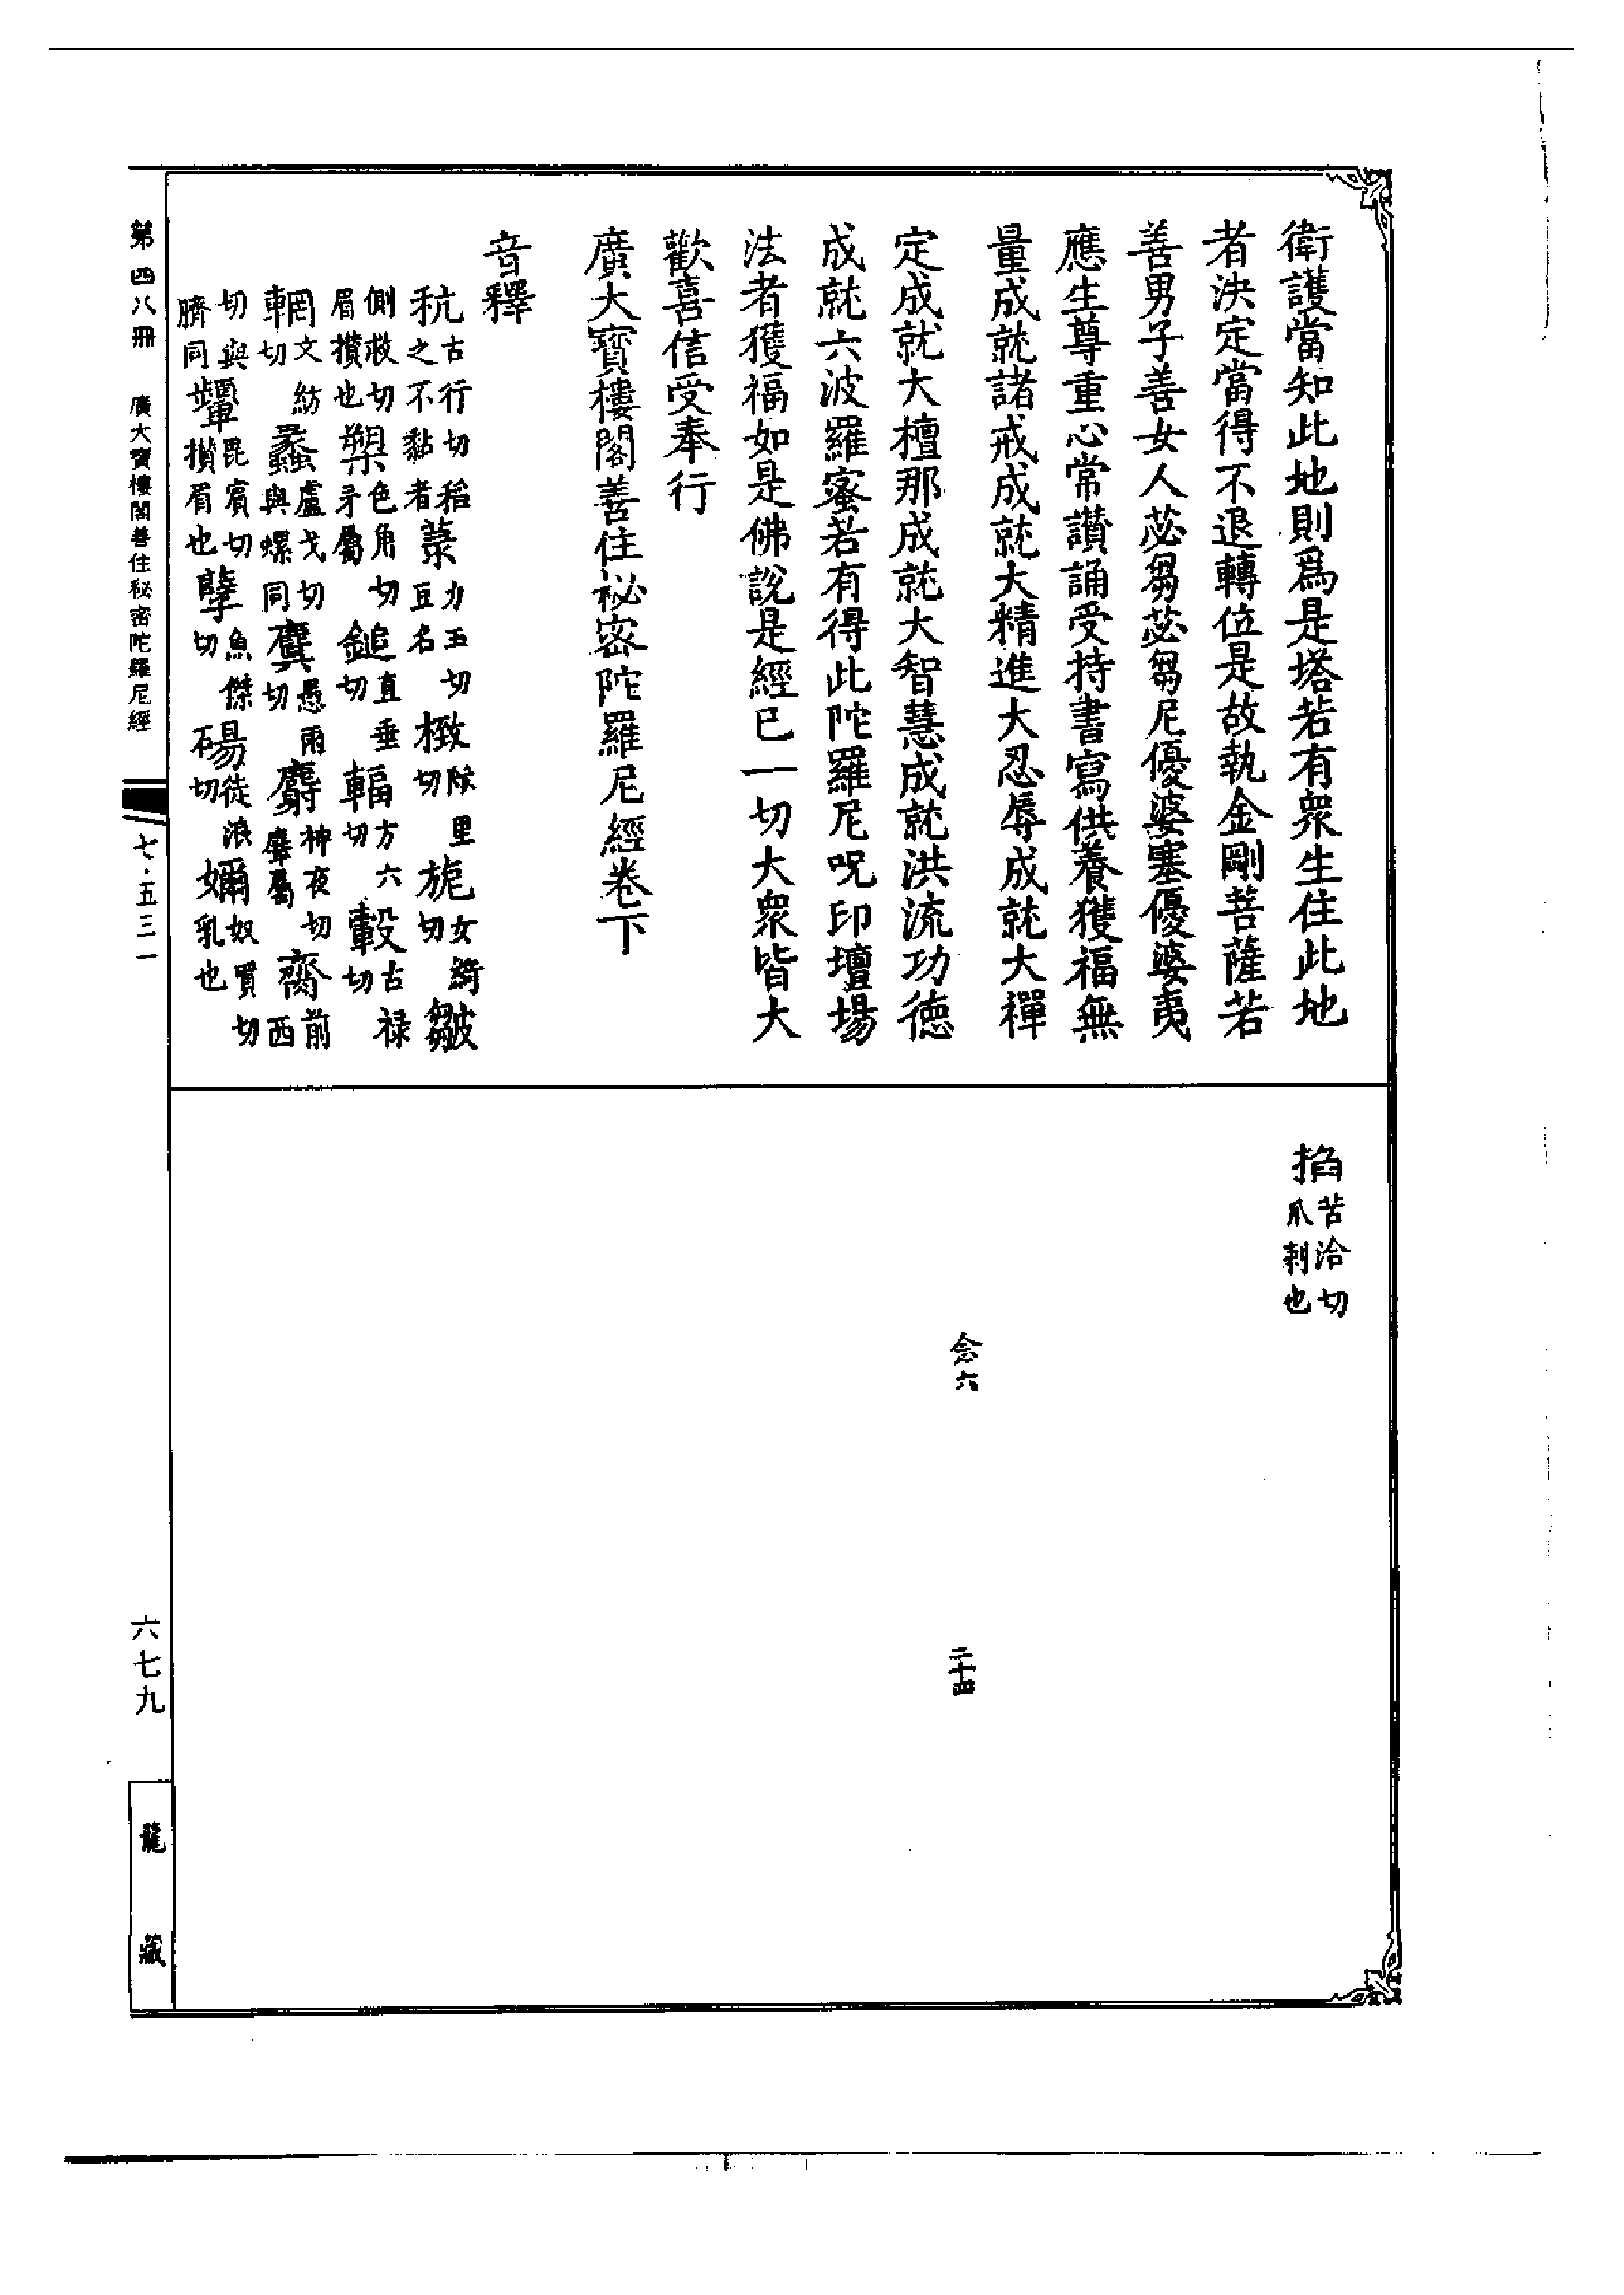 衛護當知此地則爲是塔若有衆生住此地
者決定當得不退轉位是故執金剛菩薩若
善男子善女人苾芻苾芻尼優婆塞優婆夷
應生尊重心常讃誦受持書寫供養獲福無
量成就諸戒成就大精進大忍辱成就大禪
定成就大檀那成就大智慧成就洪流功德
成就六波羅蜜若有得此陀羅尼呪印壇場
法者獲福如是佛說是經已一切大衆皆大
歡喜信受奉行
廣大寶樓閣善住祕密陀羅尼經卷下
音釋
秔古行切稻之不黏者菉力玉切豆名橔除里切旎女綺切皺
側救切眉攢也槊色角切矛屬鎚直垂切輻方六切轂古禄切
輞文紡切蠡盧戈切與螺同麌愚雨切麝神夜切麞屬齎前西
切與臍同顰毘賓切攢眉也孽魚傑切碭徒浪切嬭奴買切乳也
掐苦洽切爪刺也
念六
二十四
第四八冊
廣大寶樓閣善住秘密陀羅尼經
七·五三一
六七九
龍藏